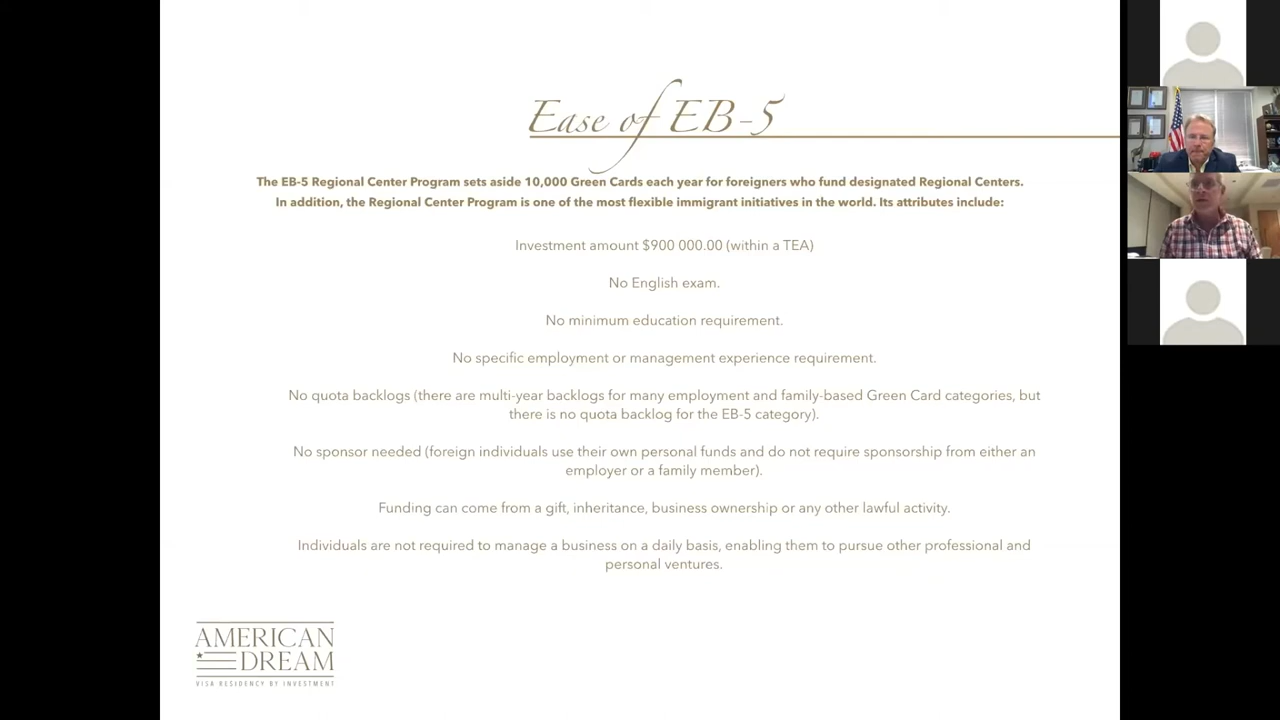 Ease of EB-5
The EB-5 Regional Center Program sets aside 10,000 Green Cards each year for foreigners who fund designated Regional Centers.
In addition, the Regional Center Program is one of the most flexible immigrant initiatives in the world. Its attributes include:
Investment amount $900 000.00 (within a TEA)
No English exam.
No minimum education requirement.
No specific employment or management experience requirement.
No quota backlogs (there are multi-year backlogs for many employment and family-based Green Card categories, but
there is no quota backlog for the EB-5 category).
No sponsor needed (foreign individuals use their own personal funds and do not require sponsorship from either an
employer or a family member).
Funding can come from a gift, inheritance, business ownership or any other lawful activity.
Individuals are not required to manage a business on a daily basis, enabling them to pursue other professional and
personal ventures.
AMERICAN
DREAM
VISA RESIDENCY BY INVESTMENT